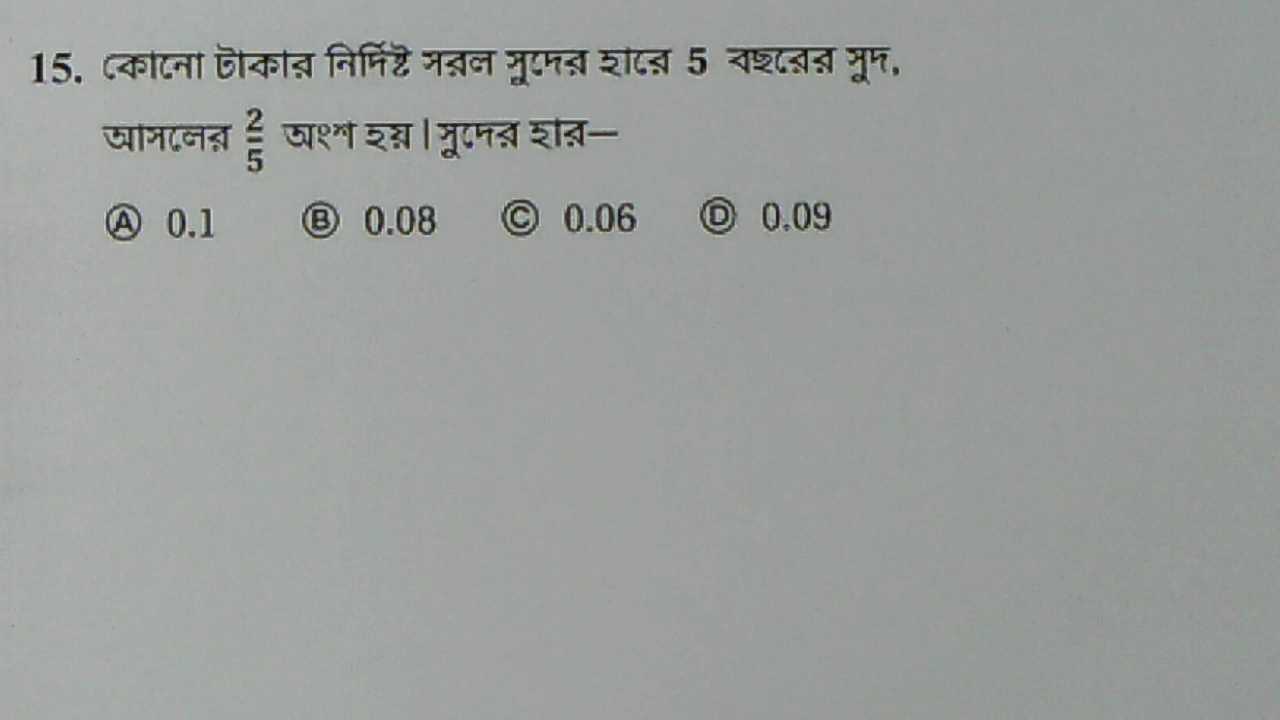 15. কোনো টাকার নির্দিষ্ট সরল সুদের হারে 5 বছরের সুদ,
আসলের 2/5 অংশ হয়। সুদের হার—
Ⓐ 0.1 Ⓑ 0.08 Ⓒ 0.06 Ⓓ 0.09